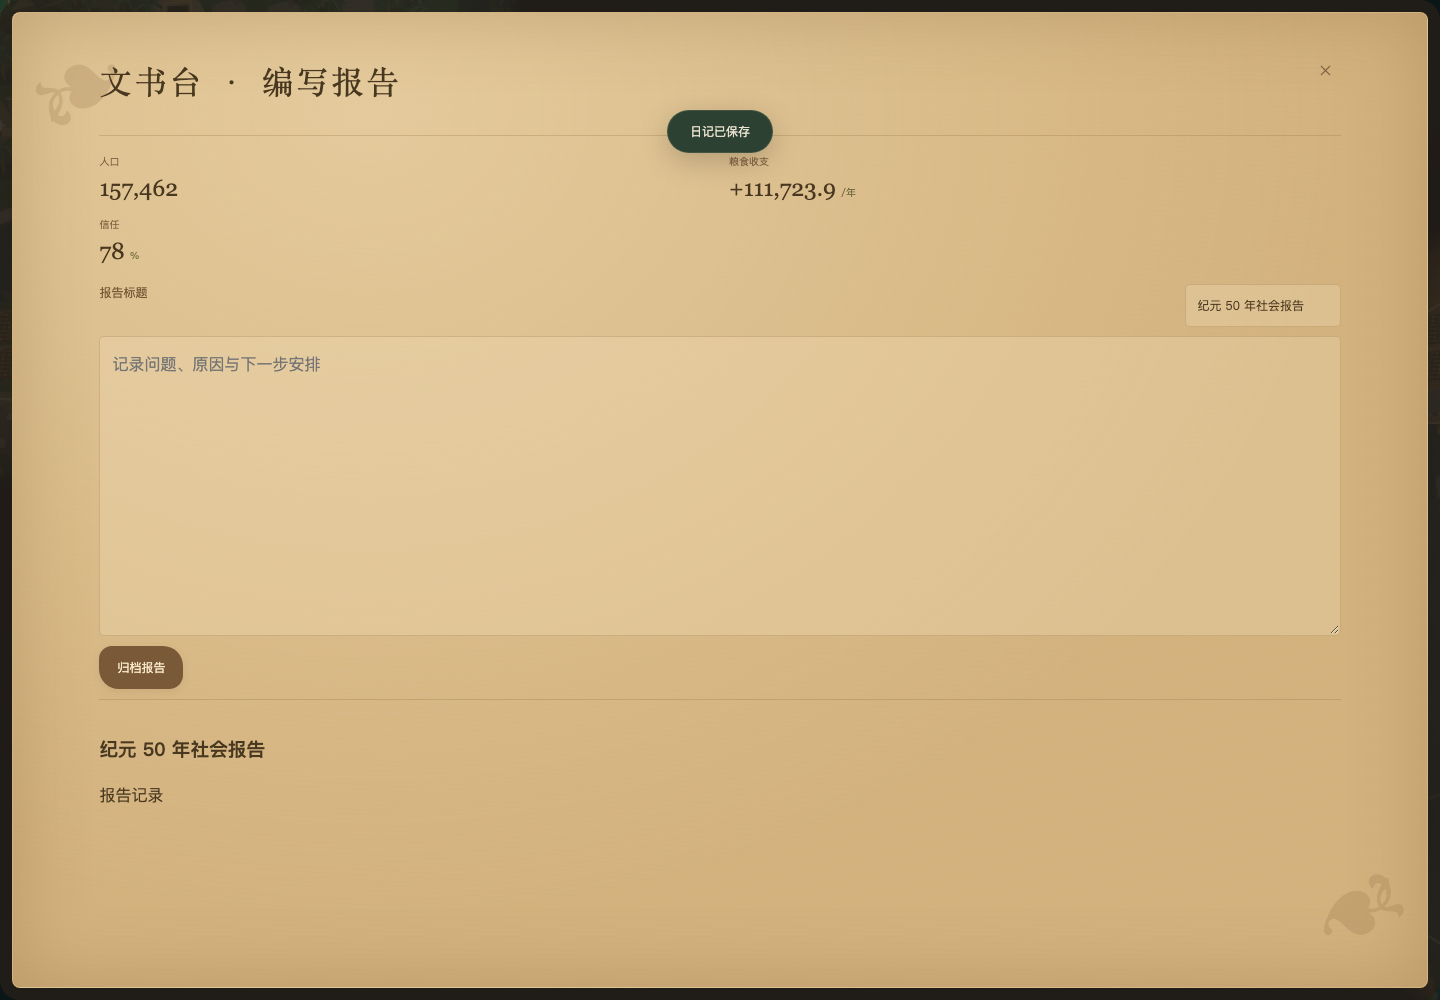 文书台 · 编写报告
×
日记已保存
人口
粮食收支
157,462
+111,723.9 /年
信任
78 %
报告标题
纪元 50 年社会报告
记录问题、原因与下一步安排
归档报告
纪元 50 年社会报告
报告记录